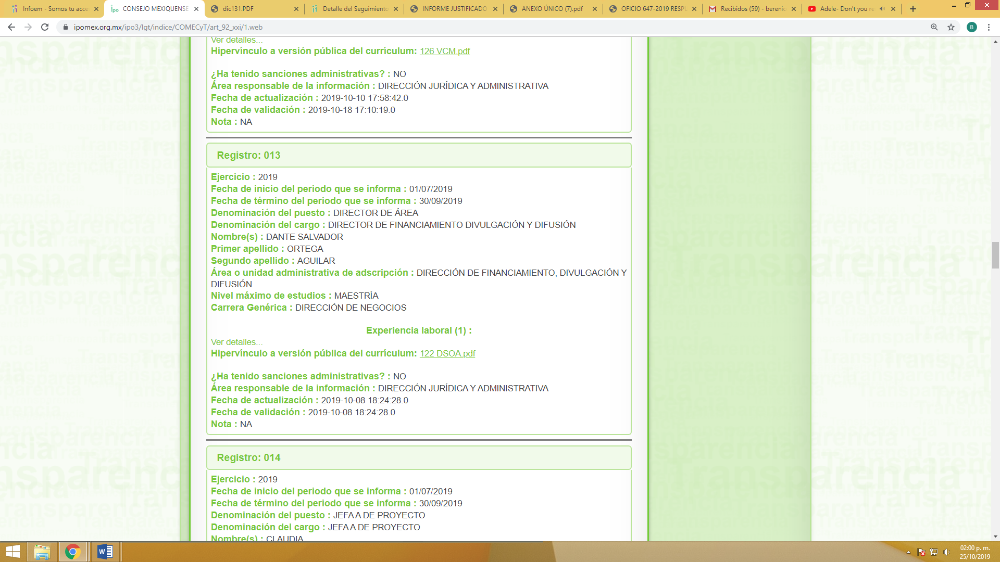 Infoem - Somos tu acce
CONSEJO MEXIQUENSE
dic131.PDF
Detalle del Seguimiento
INFORME JUSTIFICADO
ANEXO ÚNICO (7).pdf
OFICIO 647-2019 RESPU
Recibidos (59) - berenic
Adele- Don't you re
ipomex.org.mx/ipo3/lgt/indice/COMECyT/art_92_xxi/1.web
B
Ver detalles...
Hipervínculo a versión pública del currículum: 126 VCM.pdf
¿Ha tenido sanciones administrativas? : NO
Área responsable de la información : DIRECCIÓN JURÍDICA Y ADMINISTRATIVA
Fecha de actualización : 2019-10-10 17:58:42.0
Fecha de validación : 2019-10-18 17:10:19.0
Nota : NA
Registro: 013
Ejercicio : 2019
Fecha de inicio del periodo que se informa : 01/07/2019
Fecha de término del periodo que se informa : 30/09/2019
Denominación del puesto : DIRECTOR DE ÁREA
Denominación del cargo : DIRECTOR DE FINANCIAMIENTO DIVULGACIÓN Y DIFUSIÓN
Nombre(s) : DANTE SALVADOR
Primer apellido : ORTEGA
Segundo apellido : AGUILAR
Área o unidad administrativa de adscripción : DIRECCIÓN DE FINANCIAMIENTO, DIVULGACIÓN Y
DIFUSIÓN
Nivel máximo de estudios : MAESTRÍA
Carrera Genérica : DIRECCIÓN DE NEGOCIOS
Experiencia laboral (1) :
Ver detalles...
Hipervínculo a versión pública del currículum: 122 DSOA.pdf
¿Ha tenido sanciones administrativas? : NO
Área responsable de la información : DIRECCIÓN JURÍDICA Y ADMINISTRATIVA
Fecha de actualización : 2019-10-08 18:24:28.0
Fecha de validación : 2019-10-08 18:24:28.0
Nota : NA
Registro: 014
Ejercicio : 2019
Fecha de inicio del periodo que se informa : 01/07/2019
Fecha de término del periodo que se informa : 30/09/2019
Denominación del puesto : JEFA A DE PROYECTO
Denominación del cargo : JEFA A DE PROYECTO
Nombre(s) : CLAUDIA
02:00 p. m.
25/10/2019